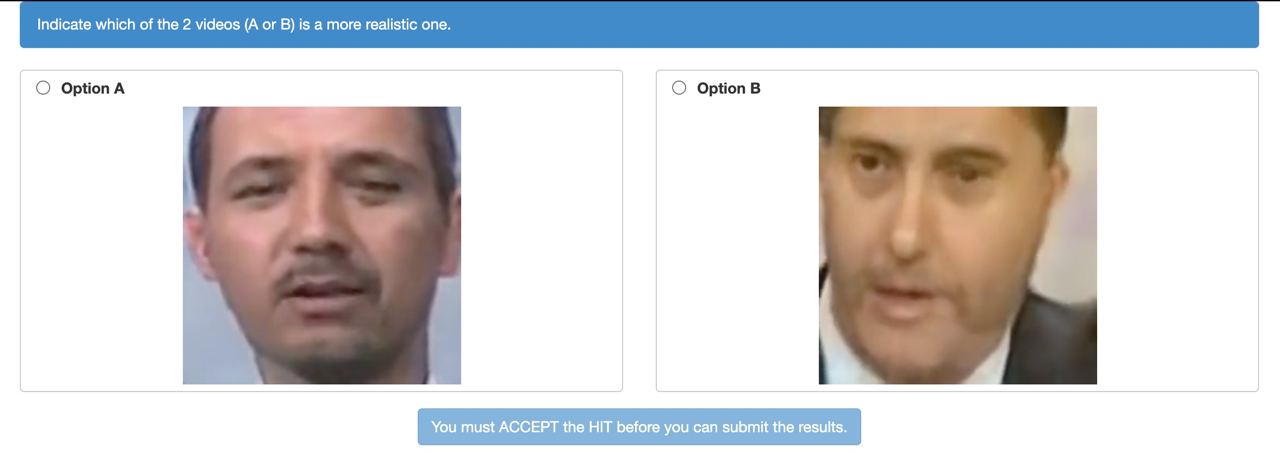 Indicate which of the 2 videos (A or B) is a more realistic one.
Option A
Option B
You must ACCEPT the HIT before you can submit the results.